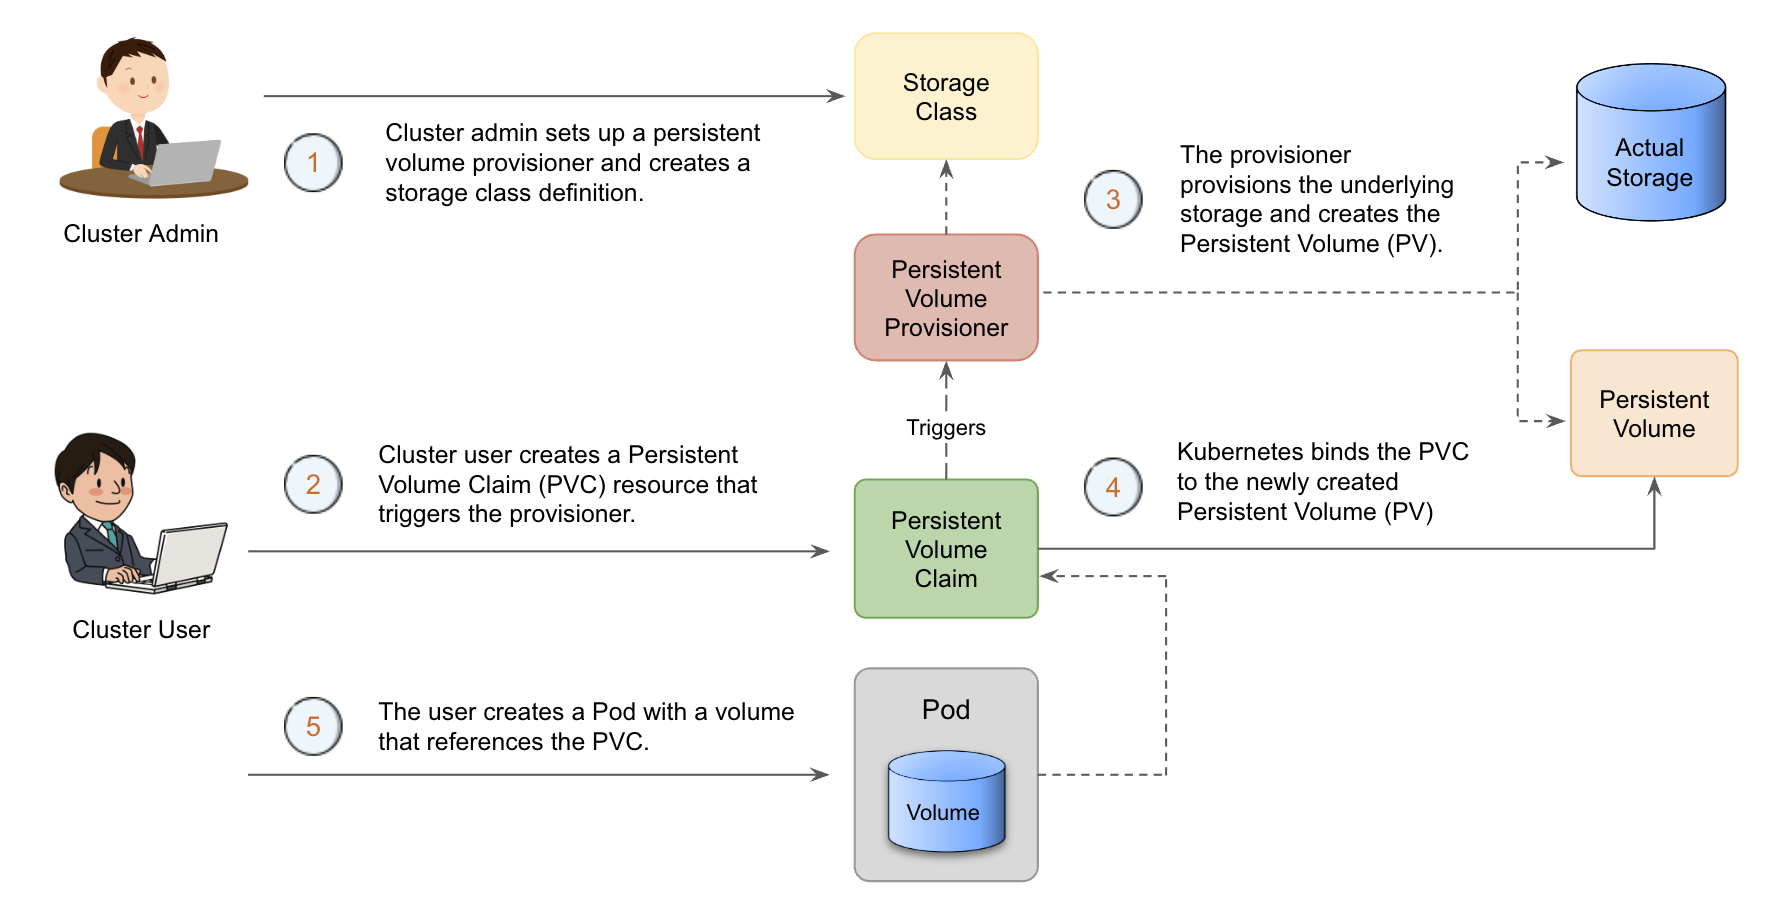 Storage
Class
Actual
Storage
1
Cluster admin sets up a persistent
volume provisioner and creates a
storage class definition.
Cluster Admin
3
The provisioner
provisions the underlying
storage and creates the
Persistent Volume (PV).
Persistent
Volume
Provisioner
Persistent
Volume
Triggers
2
Cluster user creates a Persistent
Volume Claim (PVC) resource that
triggers the provisioner.
Cluster User
4
Kubernetes binds the PVC
to the newly created
Persistent Volume (PV)
Persistent
Volume
Claim
5
The user creates a Pod with a volume
that references the PVC.
Pod
Volume